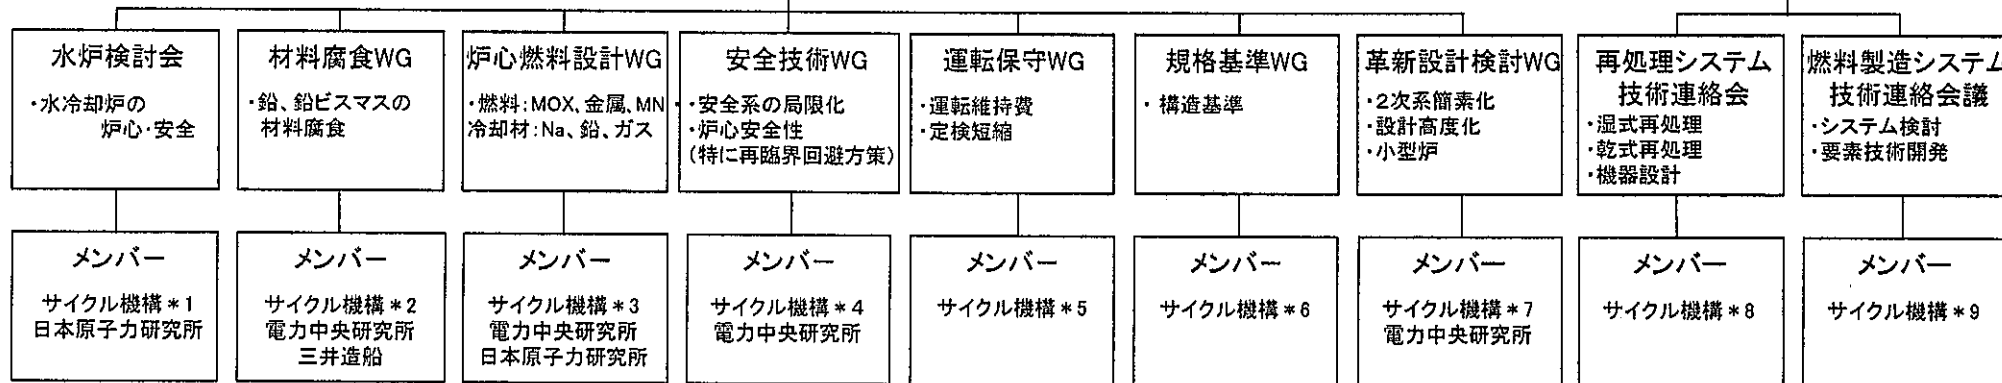 水炉検討会
・水冷却炉の
炉心・安全
材料腐食WG
・鉛、鉛ビスマスの
材料腐食
炉心燃料設計WG
・燃料:MOX、金属、MN
冷却材:Na、鉛、ガス
安全技術WG
・安全系の局限化
・炉心安全性
(特に再臨界回避方策)
運転保守WG
・運転維持費
・定検短縮
規格基準WG
・構造基準
革新設計検討WG
・2次系簡素化
・設計高度化
・小型炉
再処理システム
技術連絡会
・湿式再処理
・乾式再処理
・機器設計
燃料製造システム
技術連絡会議
・システム検討
・要素技術開発
メンバー
サイクル機構*1
日本原子力研究所
メンバー
サイクル機構*2
電力中央研究所
三井造船
メンバー
サイクル機構*3
電力中央研究所
日本原子力研究所
メンバー
サイクル機構*4
電力中央研究所
メンバー
サイクル機構*5
メンバー
サイクル機構*6
メンバー
サイクル機構*7
電力中央研究所
メンバー
サイクル機構*8
メンバー
サイクル機構*9